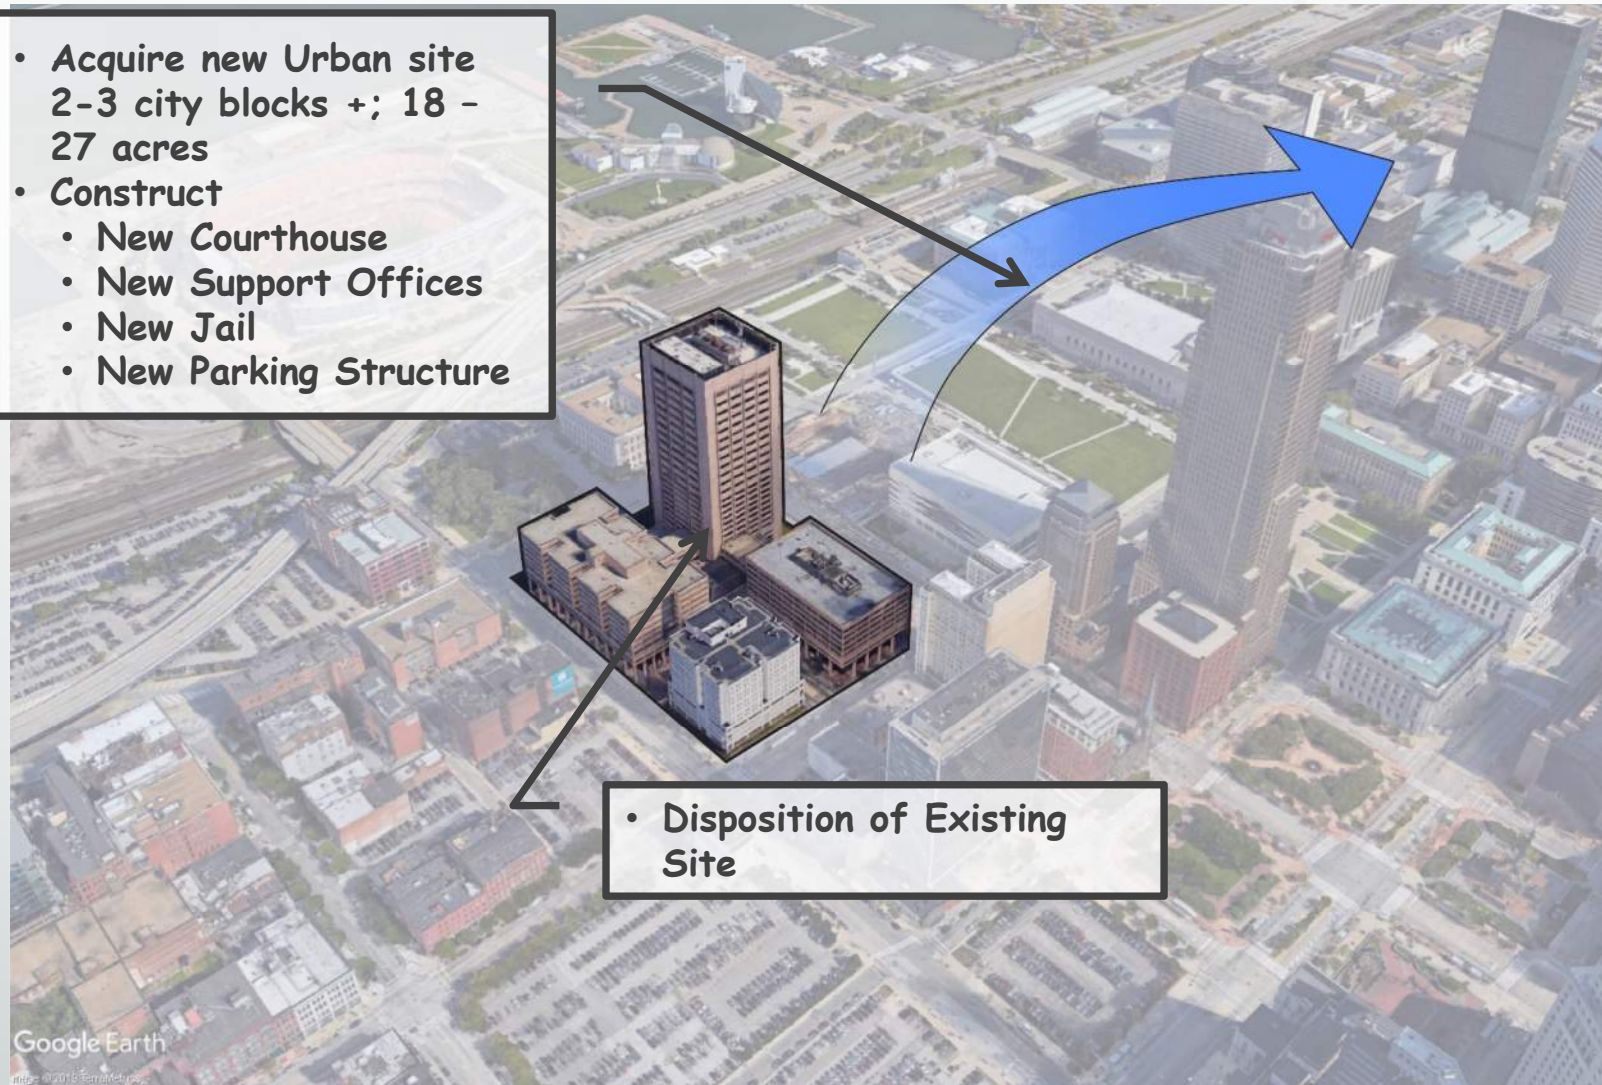 • Acquire new Urban site
2-3 city blocks +; 18 –
27 acres
• Construct
• New Courthouse
• New Support Offices
• New Jail
• New Parking Structure
• Disposition of Existing
Site
Google Earth